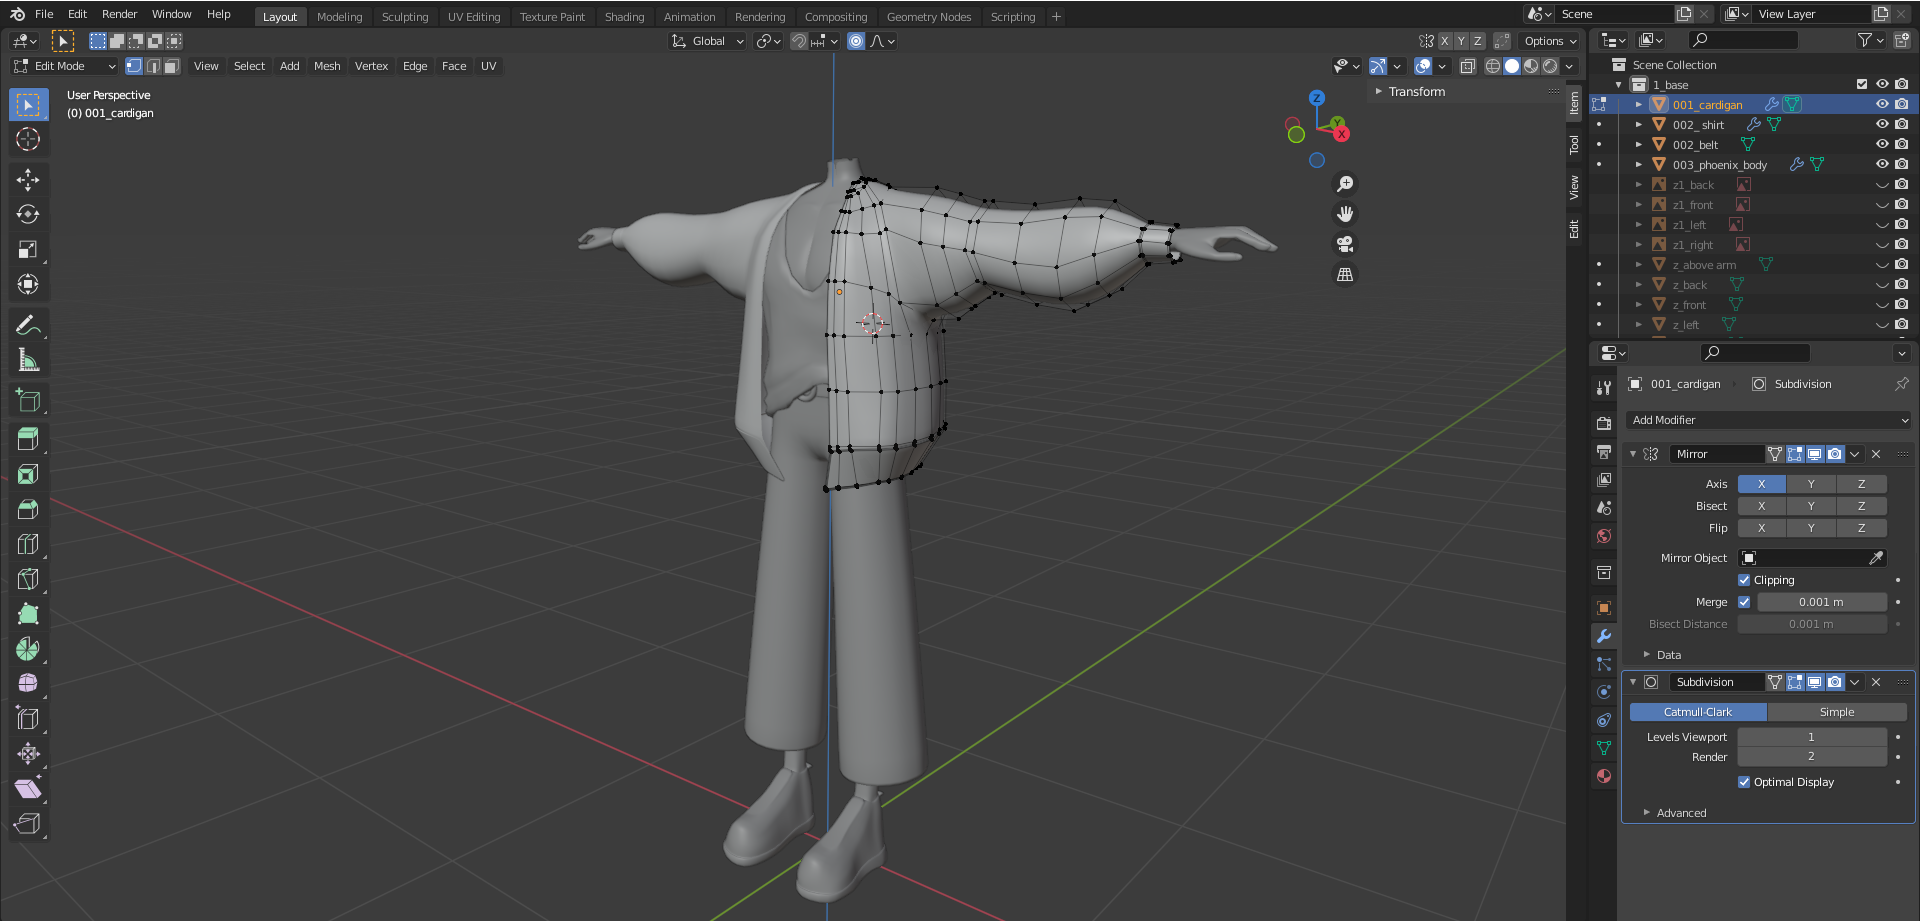 File Edit Render Window Help Layout Modeling Sculpting UV Editing Texture Paint Shading Animation Rendering Compositing Geometry Nodes Scripting + Scene View Layer
Global X Y Z Options
Edit Mode View Select Add Mesh Vertex Edge Face UV
User Perspective
(0) 001_cardigan
Transform
Item
Tool
View
Edit
Z
Y
X
Scene Collection
1_base
001_cardigan
002_ shirt
002_belt
003_phoenix_body
z1_back
z1_front
z1_left
z1_right
z_above arm
z_back
z_front
z_left
001_cardigan Subdivision
Add Modifier
Mirror
Axis X Y Z
Bisect X Y Z
Flip X Y Z
Mirror Object
Clipping
Merge 0.001 m
Bisect Distance 0.001 m
Data
Subdivision
Catmull-Clark Simple
Levels Viewport 1
Render 2
Optimal Display
Advanced